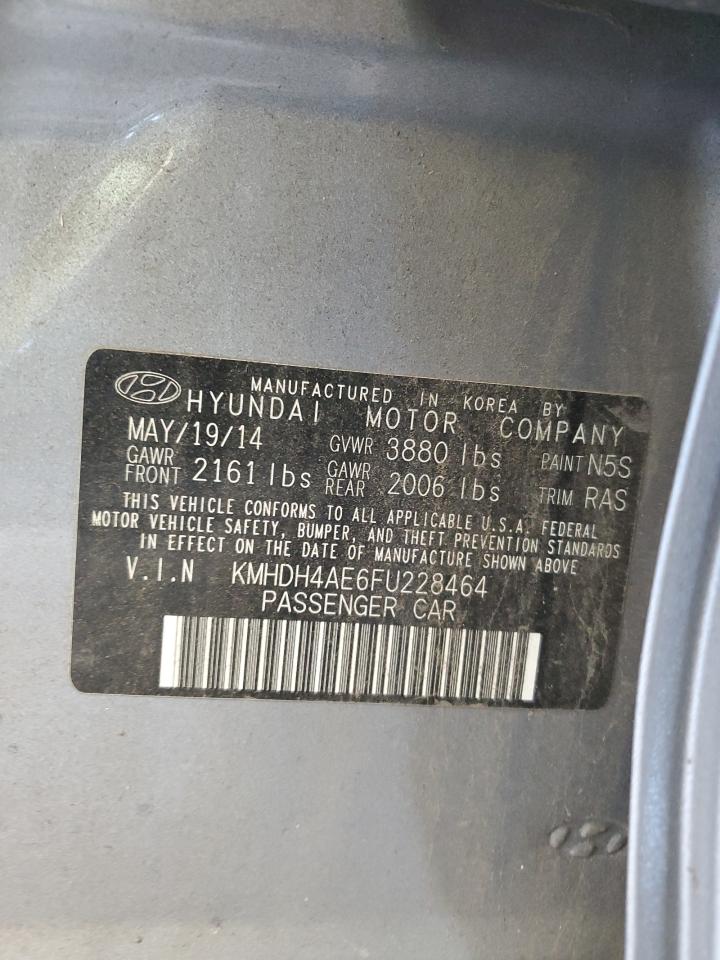 MANUFACTURED IN KOREA BY
HYUNDAI MOTOR COMPANY
MAY/19/14 GVWR 3880 lbs PAINT N5S
GAWR FRONT 2161 lbs GAWR REAR 2006 lbs TRIM RAS
THIS VEHICLE CONFORMS TO ALL APPLICABLE U.S.A. FEDERAL
MOTOR VEHICLE SAFETY, BUMPER, AND THEFT PREVENTION STANDARDS
IN EFFECT ON THE DATE OF MANUFACTURE SHOWN ABOVE
V.I.N KMHDH4AE6FU228464
PASSENGER CAR